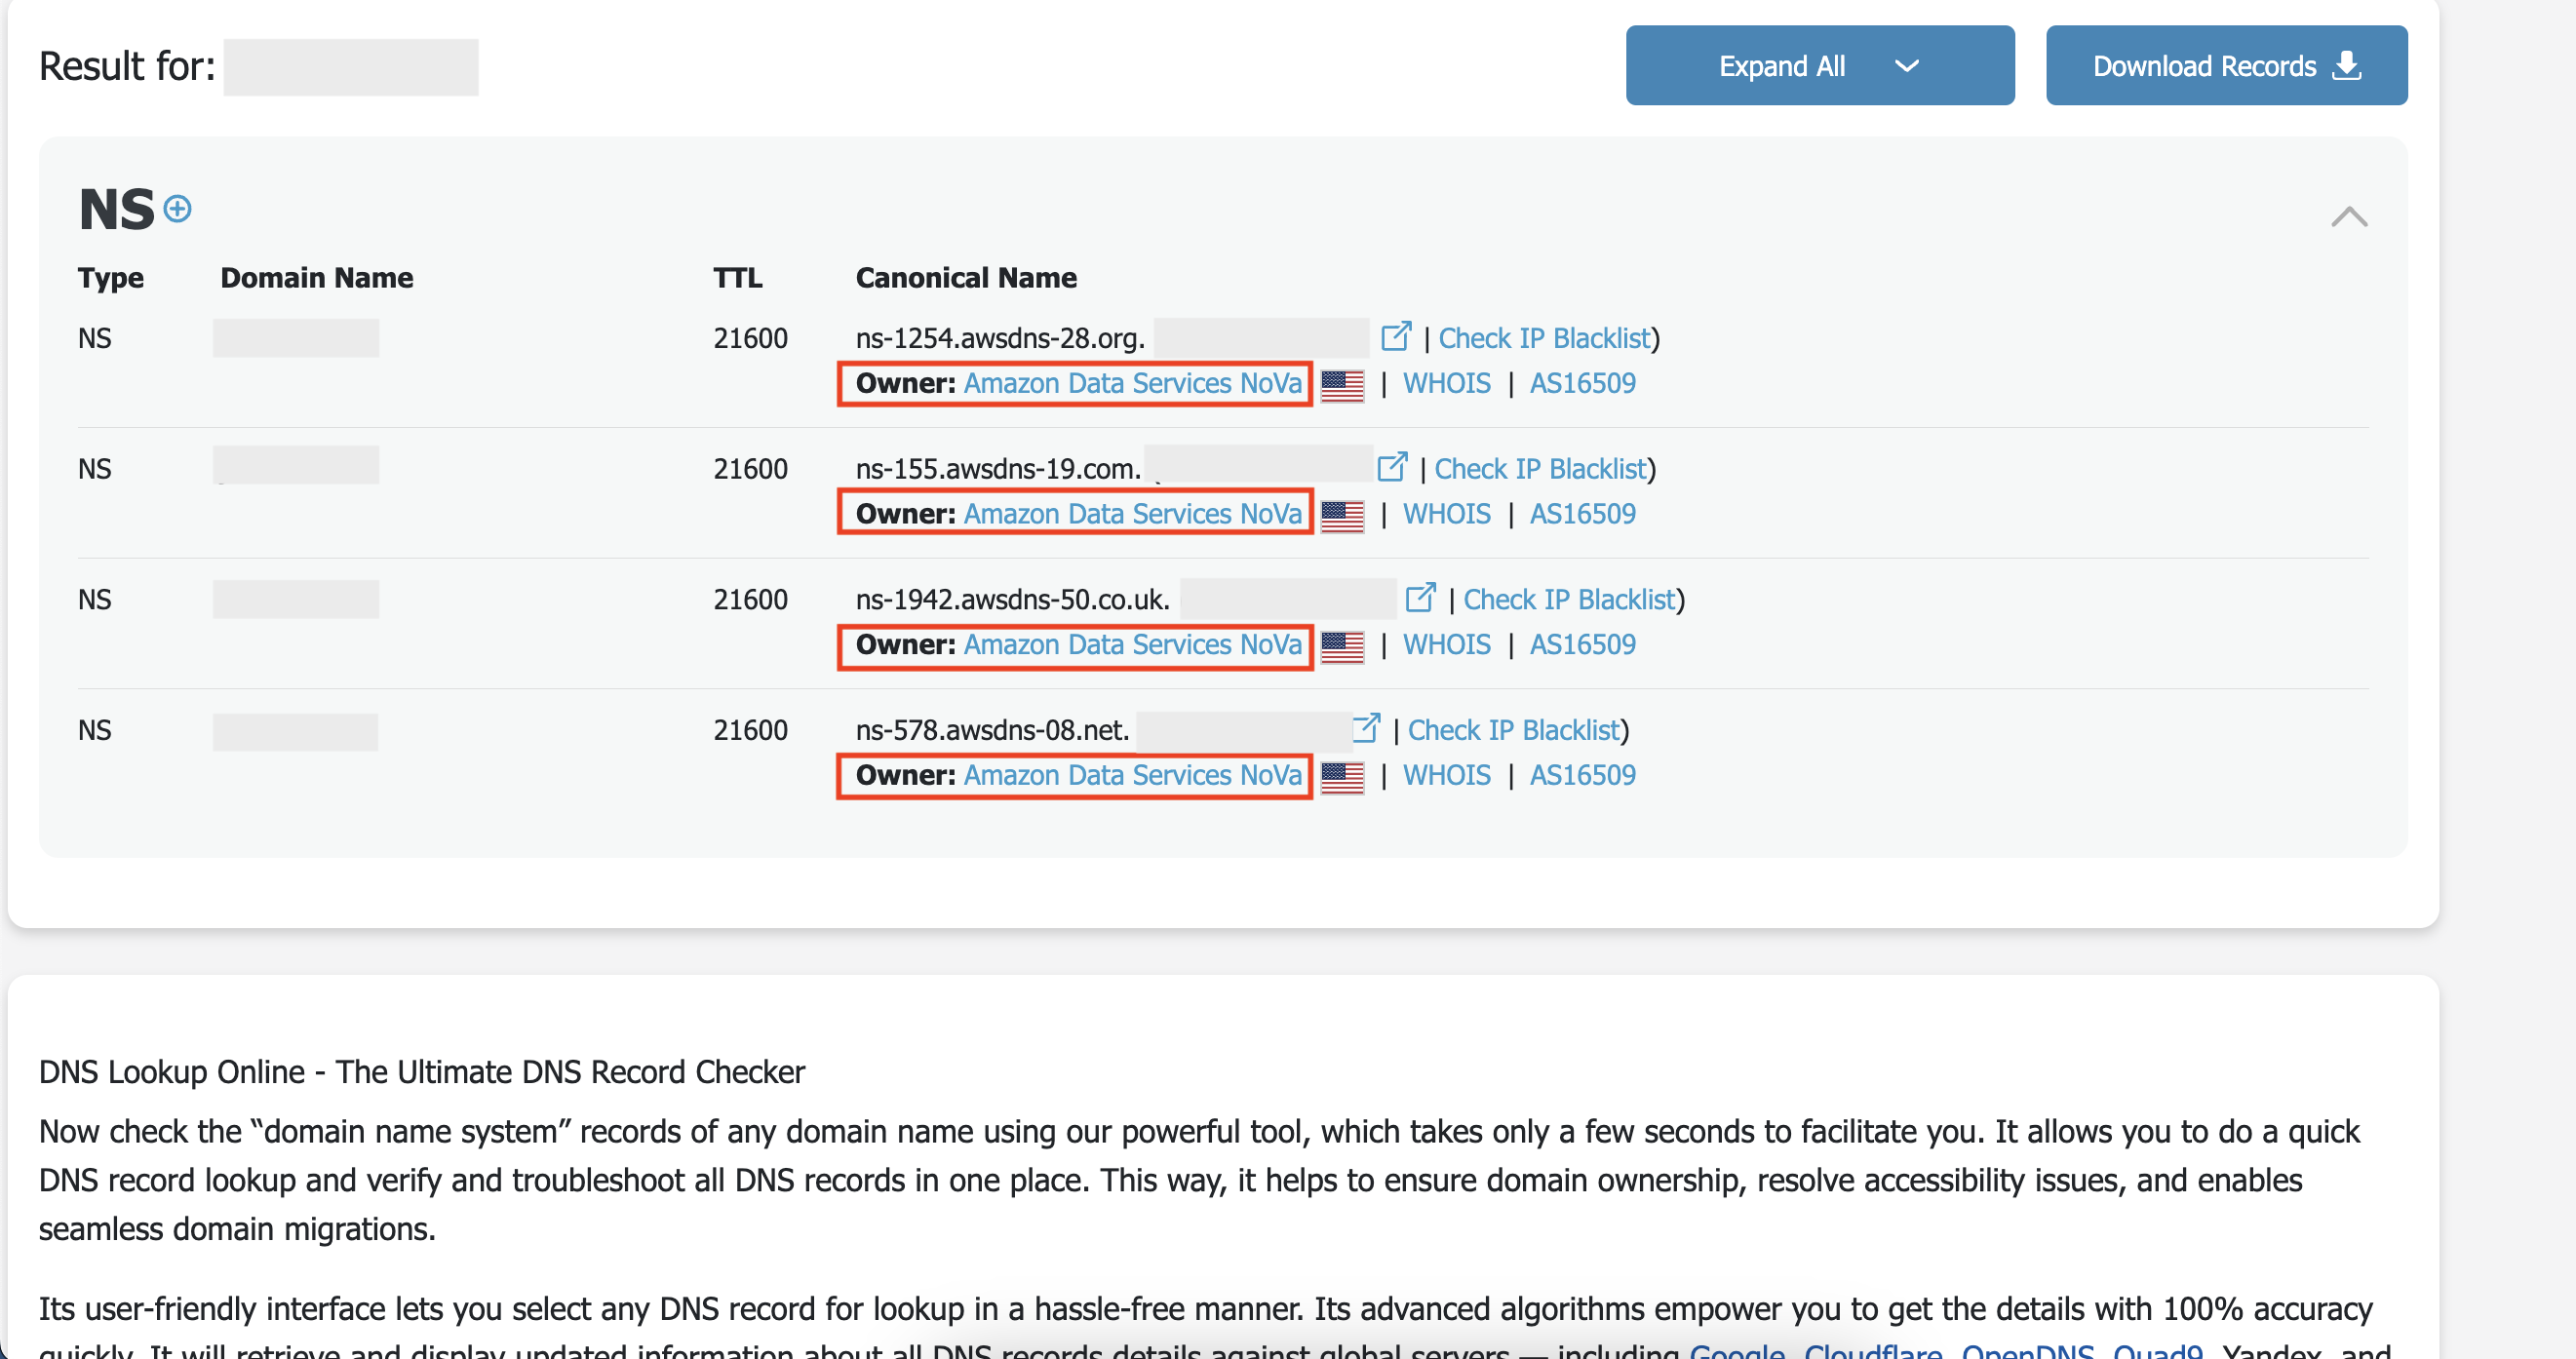 Result for:
Expand All
Download Records
NS
Type Domain Name TTL Canonical Name
NS 21600 ns-1254.awsdns-28.org. | Check IP Blacklist)
Owner: Amazon Data Services NoVa | WHOIS | AS16509
NS 21600 ns-155.awsdns-19.com. | Check IP Blacklist)
Owner: Amazon Data Services NoVa | WHOIS | AS16509
NS 21600 ns-1942.awsdns-50.co.uk. | Check IP Blacklist)
Owner: Amazon Data Services NoVa | WHOIS | AS16509
NS 21600 ns-578.awsdns-08.net. | Check IP Blacklist)
Owner: Amazon Data Services NoVa | WHOIS | AS16509
DNS Lookup Online - The Ultimate DNS Record Checker
Now check the “domain name system” records of any domain name using our powerful tool, which takes only a few seconds to facilitate you. It allows you to do a quick
DNS record lookup and verify and troubleshoot all DNS records in one place. This way, it helps to ensure domain ownership, resolve accessibility issues, and enables
seamless domain migrations.
Its user-friendly interface lets you select any DNS record for lookup in a hassle-free manner. Its advanced algorithms empower you to get the details with 100% accuracy
quickly. It will retrieve and display updated information about all DNS records details against global servers — including Google, Cloudflare, OpenDNS, Quad9, Yandex, and